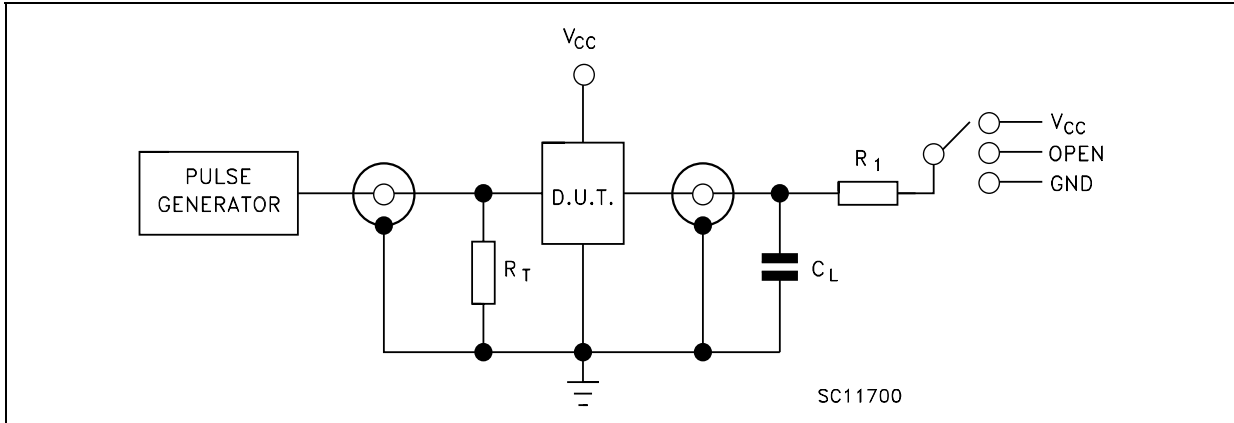 VCC
PULSE
GENERATOR
RT
D.U.T.
CL
R1
VCC
OPEN
GND
SC11700